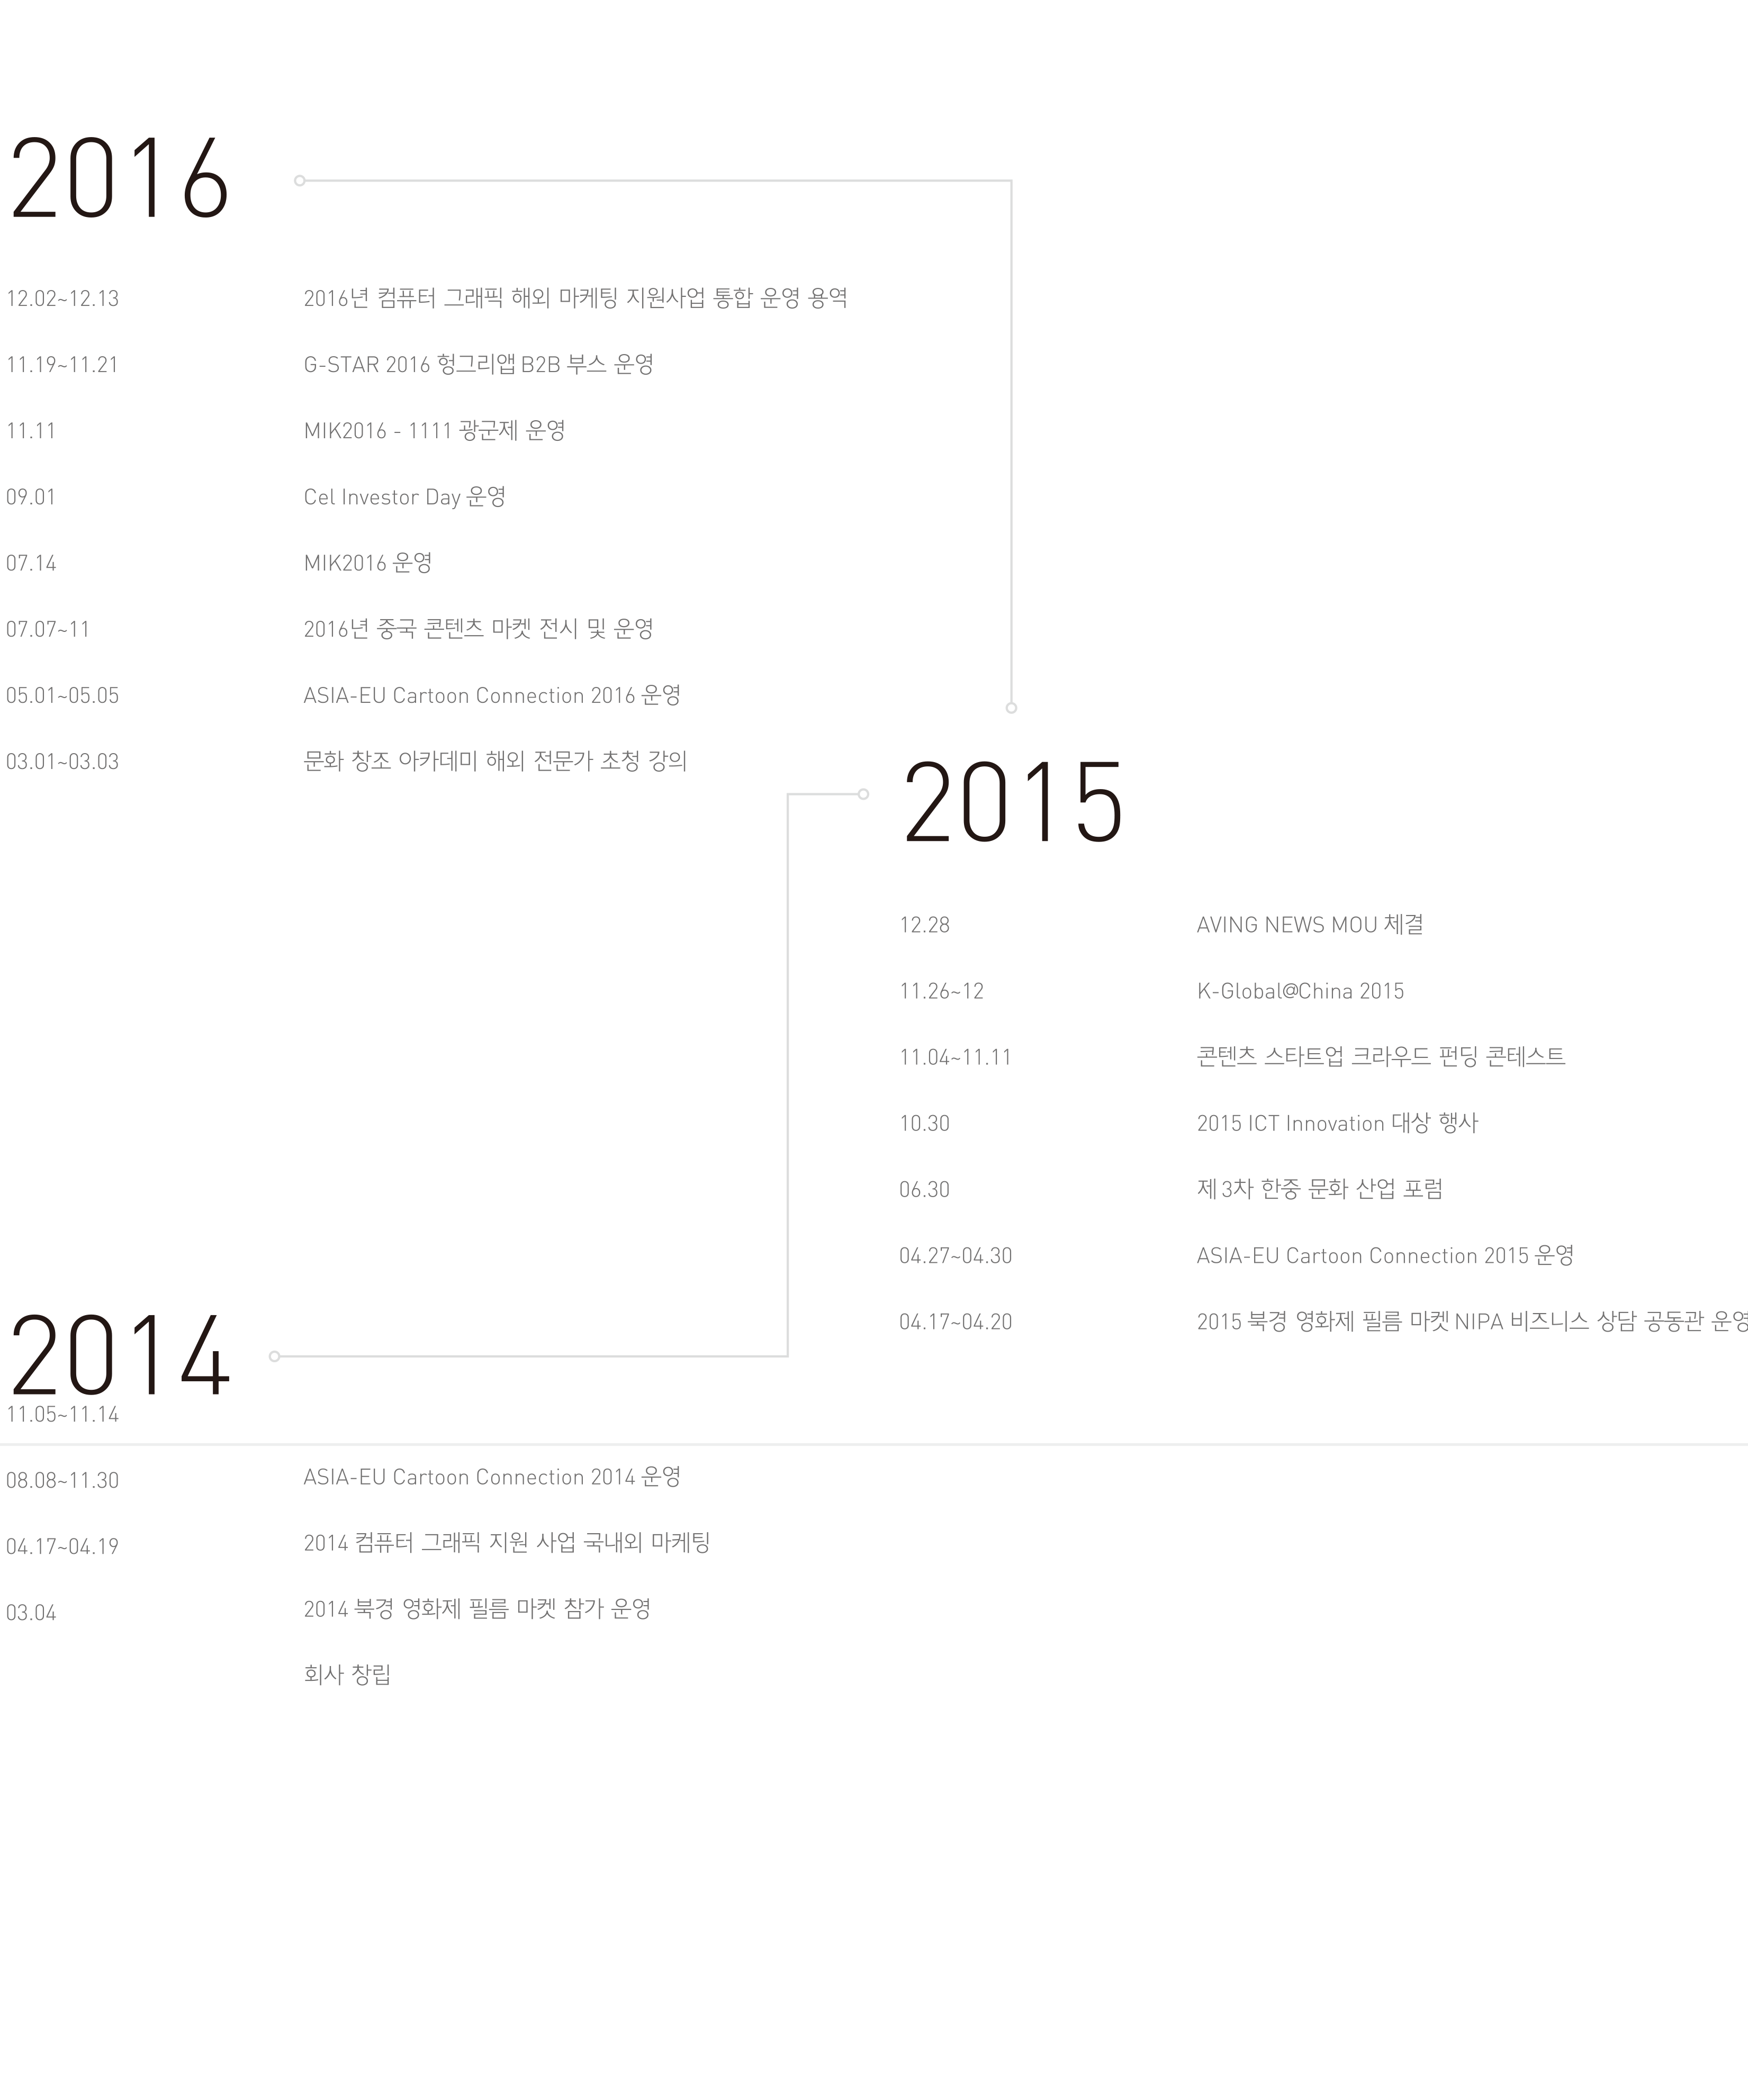 2016
12.02~12.13 2016년 컴퓨터 그래픽 해외 마케팅 지원사업 통합 운영 용역
11.19~11.21 G-STAR 2016 헝그리앱 B2B 부스 운영
11.11 MIK2016 - 1111 광군제 운영
09.01 Cel Investor Day 운영
07.14 MIK2016 운영
07.07~11 2016년 중국 콘텐츠 마켓 전시 및 운영
05.01~05.05 ASIA-EU Cartoon Connection 2016 운영
03.01~03.03 문화 창조 아카데미 해외 전문가 초청 강의
2015
12.28 AVING NEWS MOU 체결
11.26~12 K-Global@China 2015
11.04~11.11 콘텐츠 스타트업 크라우드 펀딩 콘테스트
10.30 2015 ICT Innovation 대상 행사
06.30 제 3차 한중 문화 산업 포럼
04.27~04.30 ASIA-EU Cartoon Connection 2015 운영
04.17~04.20 2015 북경 영화제 필름 마켓 NIPA 비즈니스 상담 공동관 운영
2014
11.05~11.14
08.08~11.30 ASIA-EU Cartoon Connection 2014 운영
04.17~04.19 2014 컴퓨터 그래픽 지원 사업 국내외 마케팅
03.04 2014 북경 영화제 필름 마켓 참가 운영
회사 창립